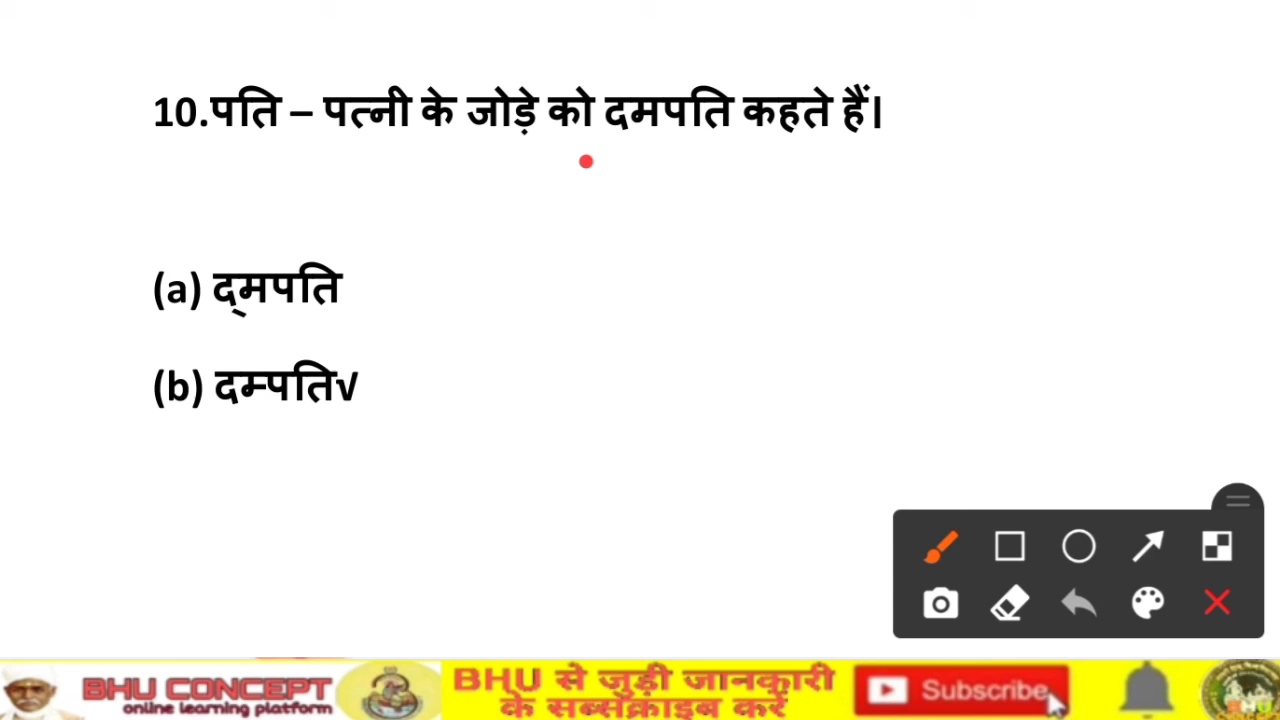 10.पति – पत्नी के जोड़े को दमपति कहते हैं।
(a) द्‌मपति
(b) दम्पति√
BHU CONCEPT
online learning platform
BHU से जुड़ी जानकारी
के सब्सक्राइब करें
Subscribe
BHU